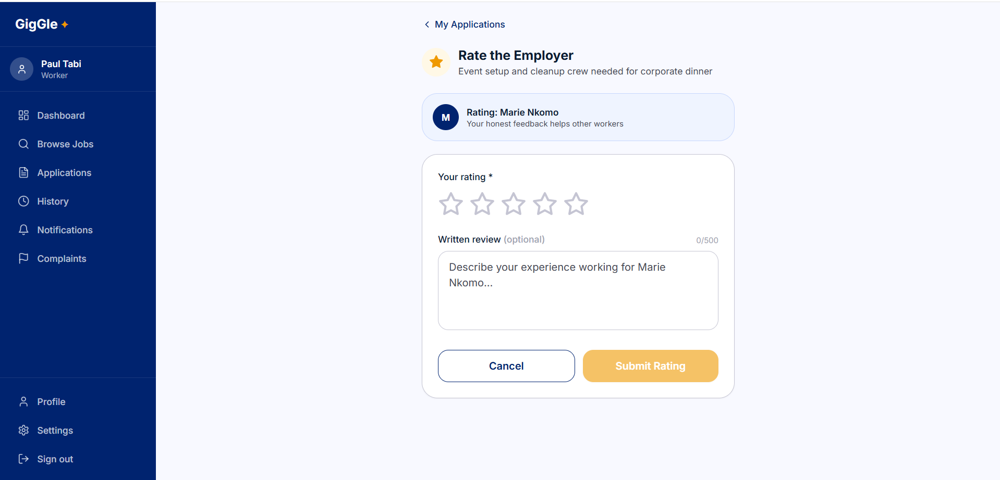 GigGle
Paul Tabi
Worker
Dashboard
Browse Jobs
Applications
History
Notifications
Complaints
Profile
Settings
Sign out
My Applications
Rate the Employer
Event setup and cleanup crew needed for corporate dinner
M
Rating: Marie Nkomo
Your honest feedback helps other workers
Your rating *
Written review (optional)
0/500
Describe your experience working for Marie
Nkomo...
Cancel
Submit Rating